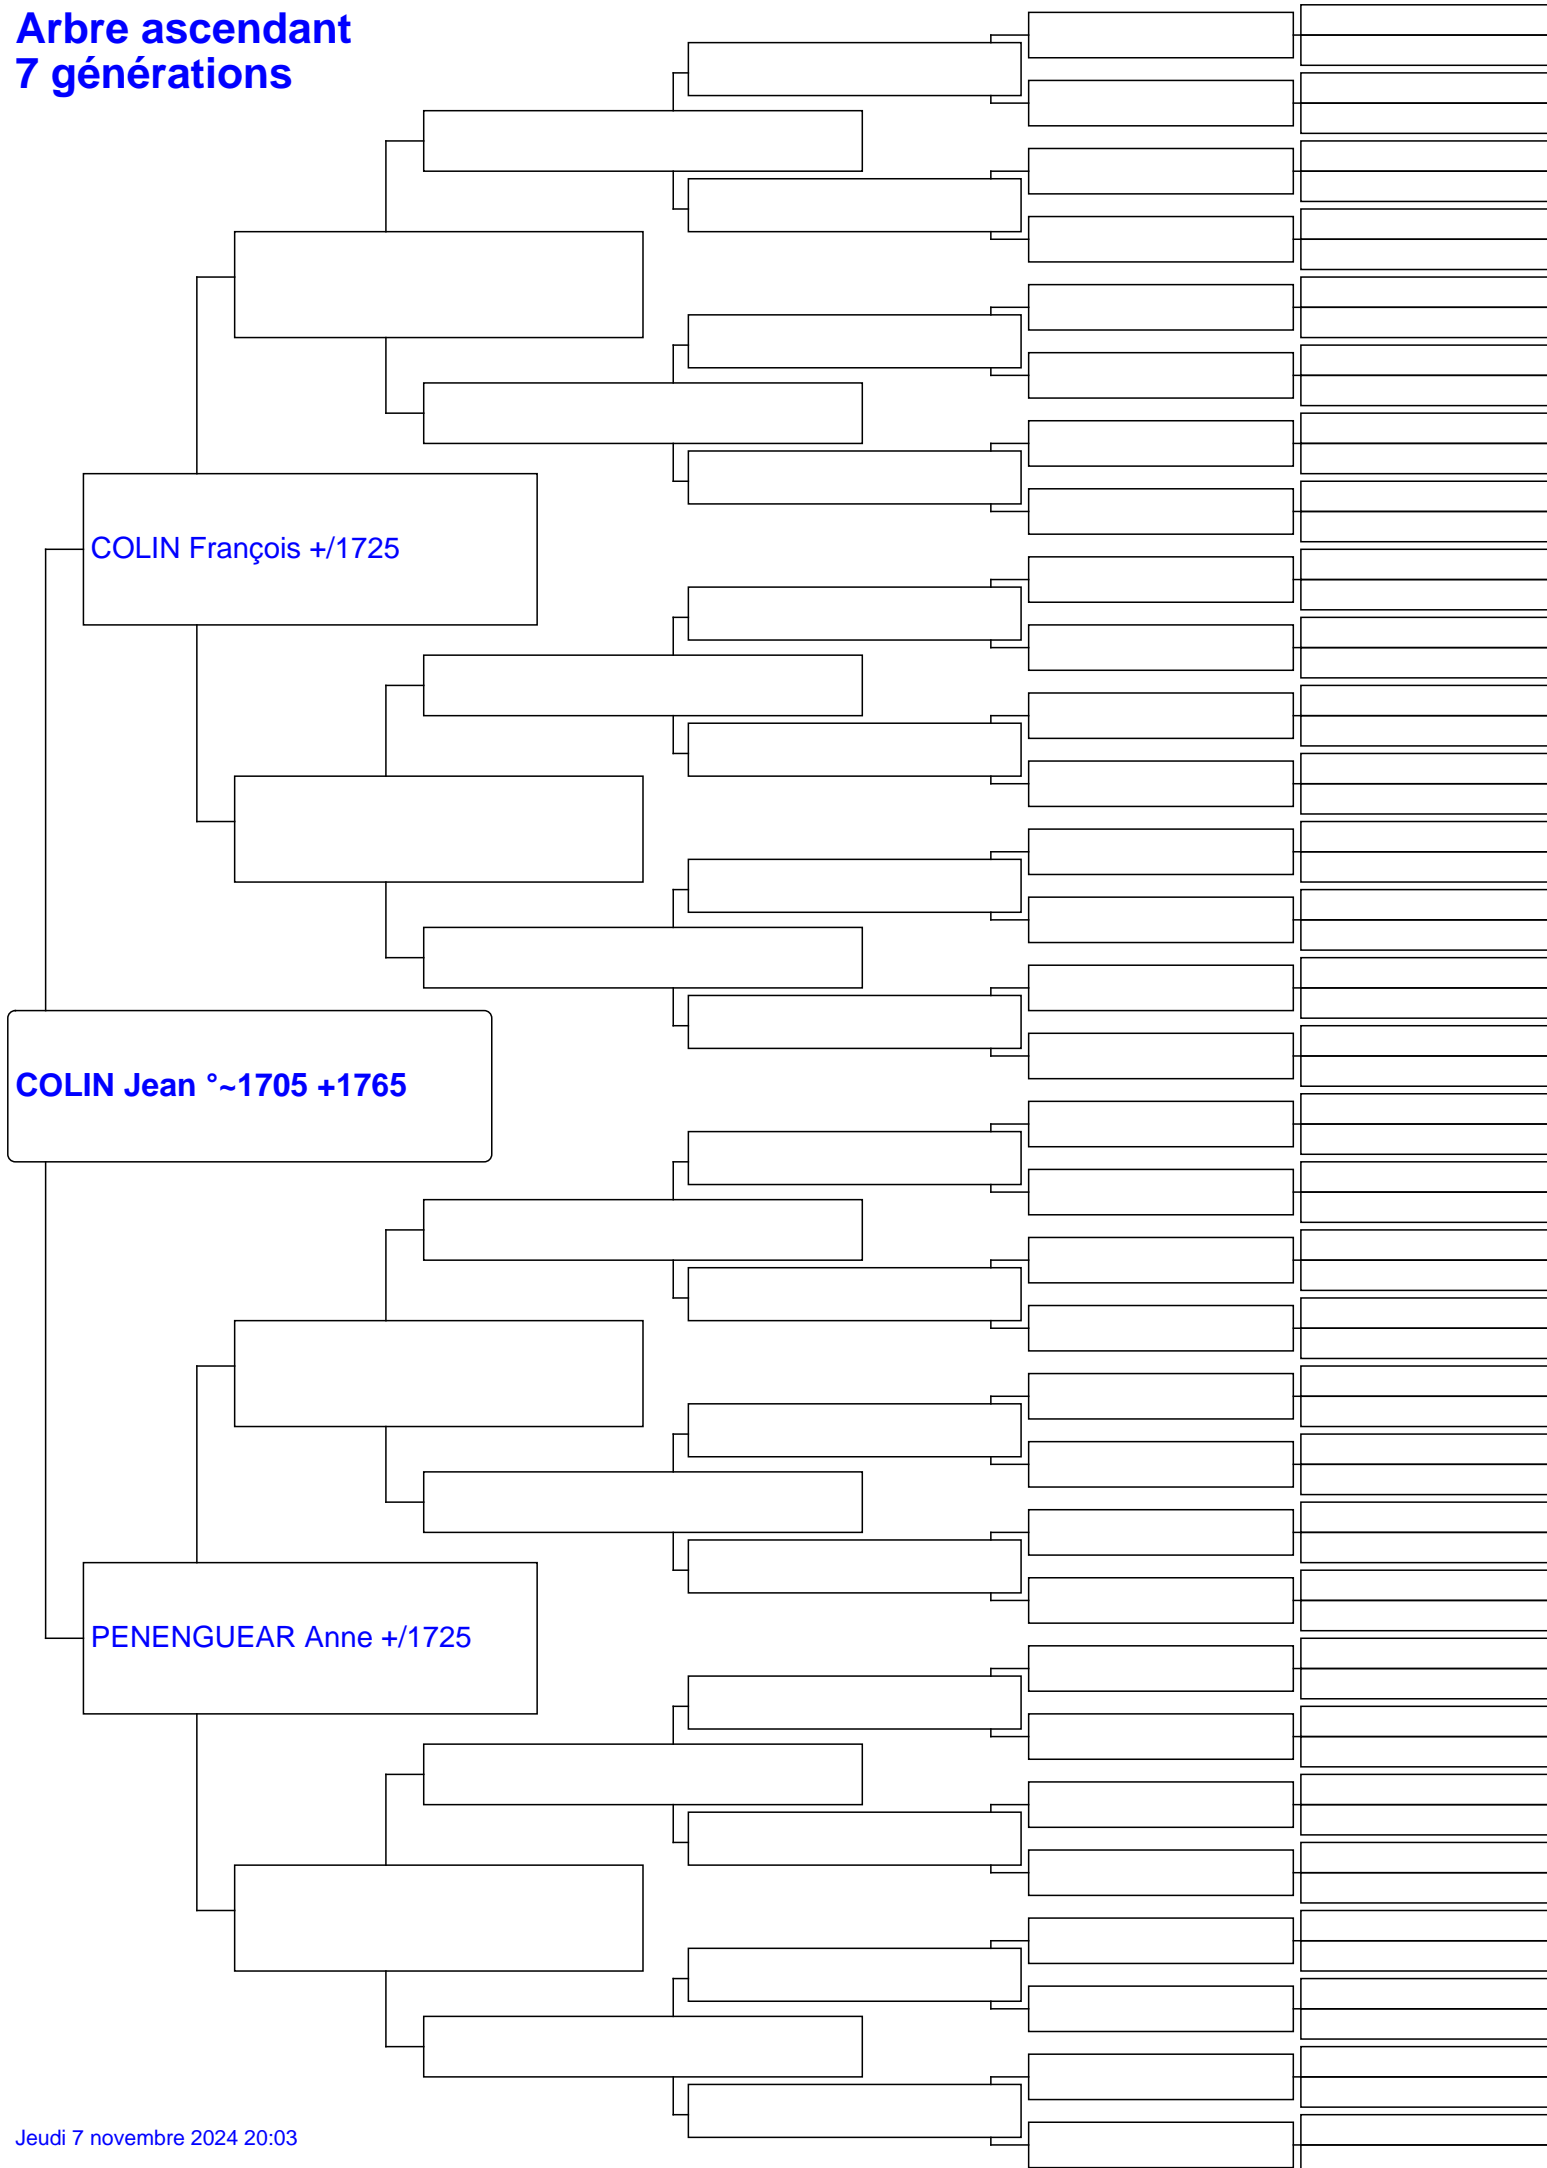 Arbre ascendant
7 générations
COLIN François +/1725
COLIN Jean °~1705 +1765
PENENGUEAR Anne +/1725
Jeudi 7 novembre 2024 20:03